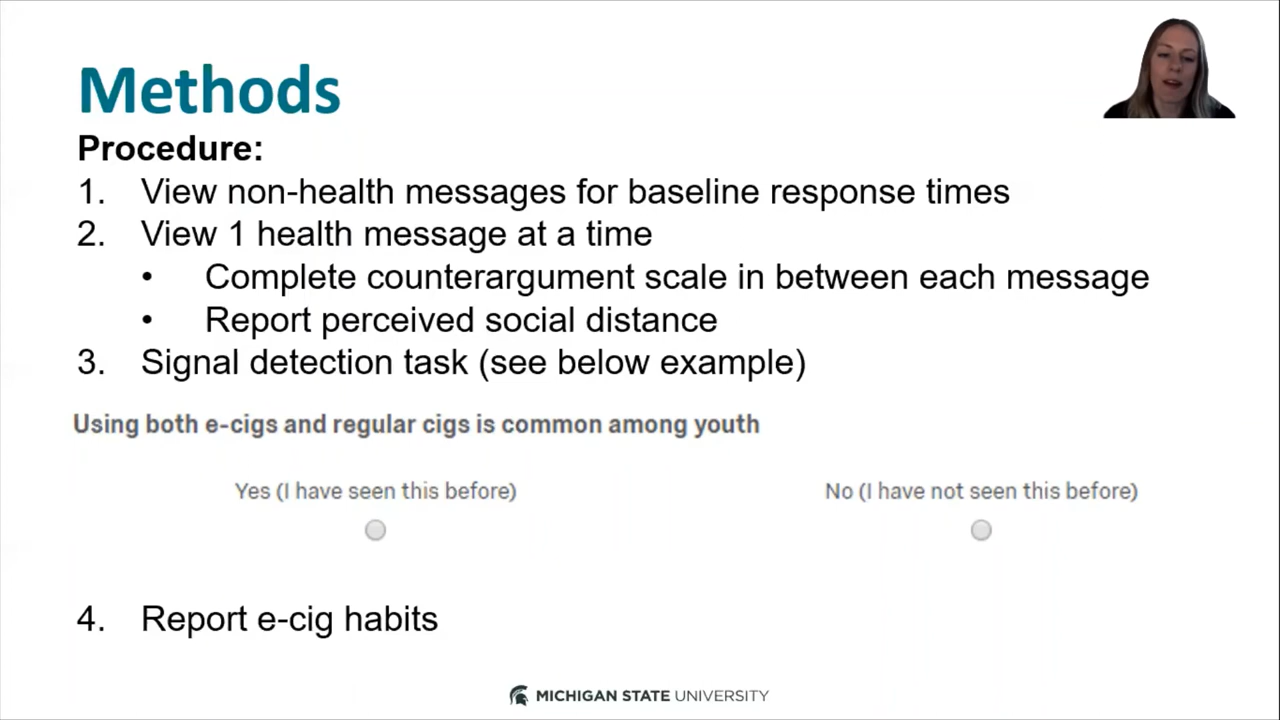 Methods
Procedure:
1. View non-health messages for baseline response times
2. View 1 health message at a time
• Complete counterargument scale in between each message
• Report perceived social distance
3. Signal detection task (see below example)
Using both e-cigs and regular cigs is common among youth
Yes (I have seen this before) No (I have not seen this before)
4. Report e-cig habits
MICHIGAN STATE UNIVERSITY